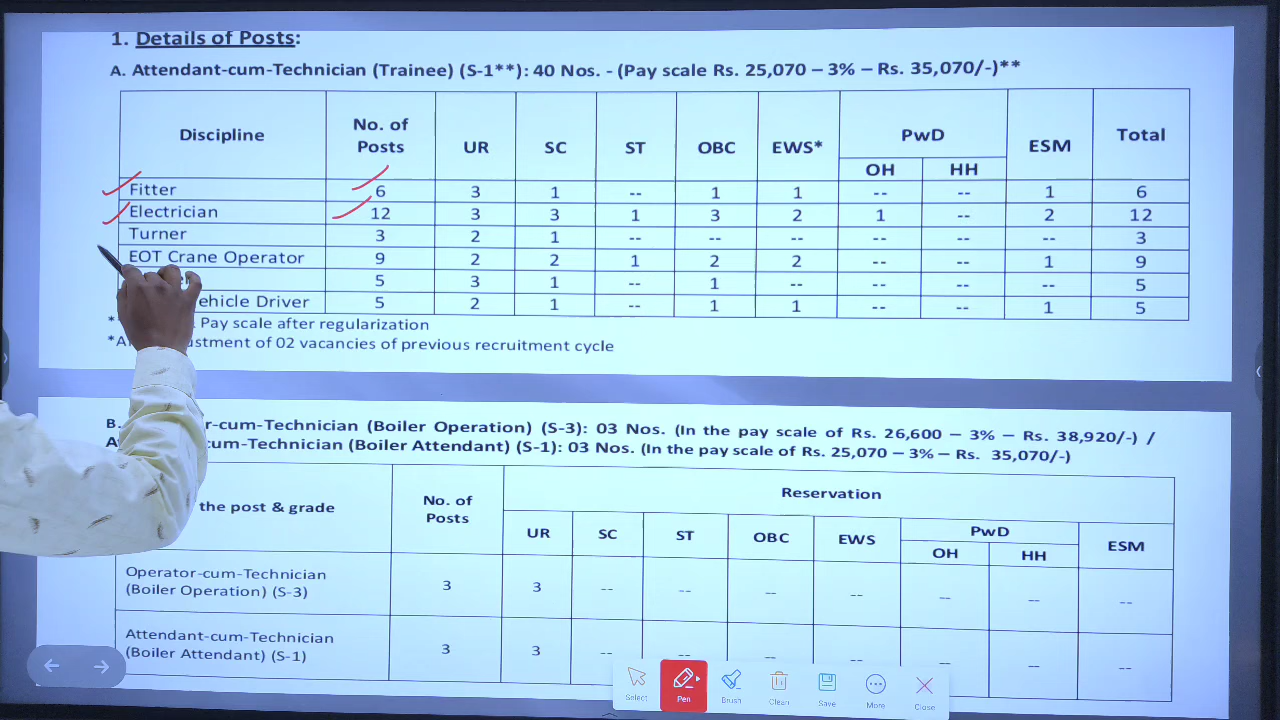 1. Details of Posts:
A. Attendant-cum-Technician (Trainee) (S-1**): 40 Nos. - (Pay scale Rs. 25,070 – 3% – Rs. 35,070/-)**
Discipline No. of Posts UR SC ST OBC EWS* PwD ESM Total
OH HH
Fitter 6 3 1 -- 1 1 -- -- 1 6
Electrician 12 3 3 1 3 2 1 -- 2 12
Turner 3 2 1 -- -- -- -- -- -- 3
EOT Crane Operator 9 2 2 1 2 2 -- -- 1 9
5 3 1 -- 1 -- -- -- -- 5
ehicle Driver 5 2 1 -- 1 1 -- -- 1 5
** Pay scale after regularization
*A ustment of 02 vacancies of previous recruitment cycle
B. r-cum-Technician (Boiler Operation) (S-3): 03 Nos. (In the pay scale of Rs. 26,600 – 3% – Rs. 38,920/-) /
A cum-Technician (Boiler Attendant) (S-1): 03 Nos. (In the pay scale of Rs. 25,070 – 3% – Rs. 35,070/-)
the post & grade No. of Posts Reservation
UR SC ST OBC EWS PwD ESM
OH HH
Operator-cum-Technician
(Boiler Operation) (S-3) 3 3 -- -- -- -- -- -- --
Attendant-cum-Technician
(Boiler Attendant) (S-1) 3 3 -- -- -- -- -- -- --
Select Pen Brush Clean Save More Close